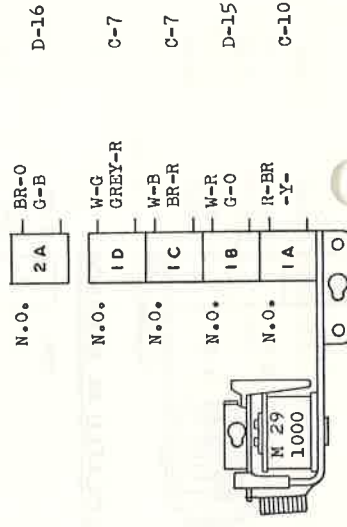 N.O. 2A BR-O D-16
G-B
N.O. 1D W-G C-7
GREY-R
N.O. 1C W-B C-7
BR-R
N.O. 1B W-R D-15
G-O
N.O. 1A R-BR C-10
-Y-
M 29
1000